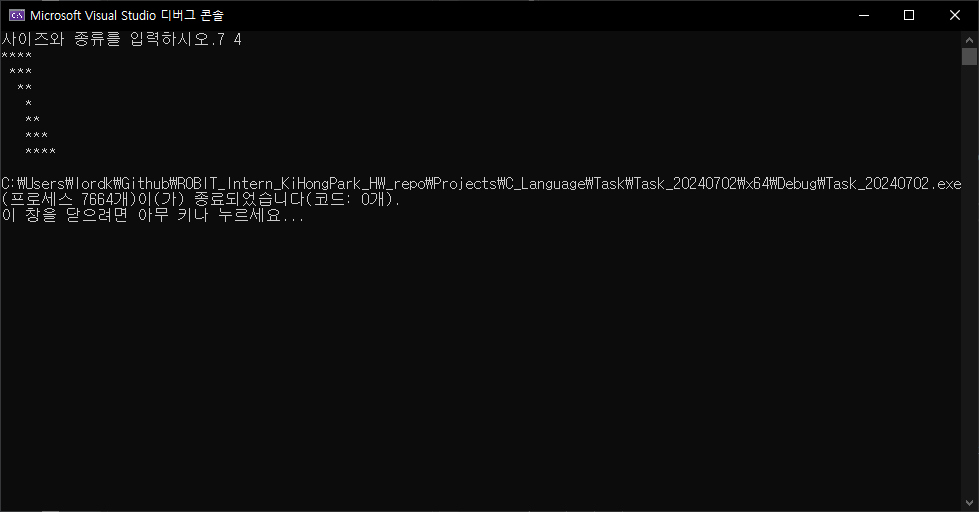 Microsoft Visual Studio 디버그 콘솔
사이즈와 종류를 입력하시오.7 4
****
 ***
  **
   *
   **
   ***
   ****
C:₩Users₩lordk₩Github₩ROBIT_Intern_KiHongPark_HW_repo₩Projects₩C_Language₩Task₩Task_20240702₩x64₩Debug₩Task_20240702.exe
(프로세스 7664개)이(가) 종료되었습니다(코드: 0개).
이 창을 닫으려면 아무 키나 누르세요...